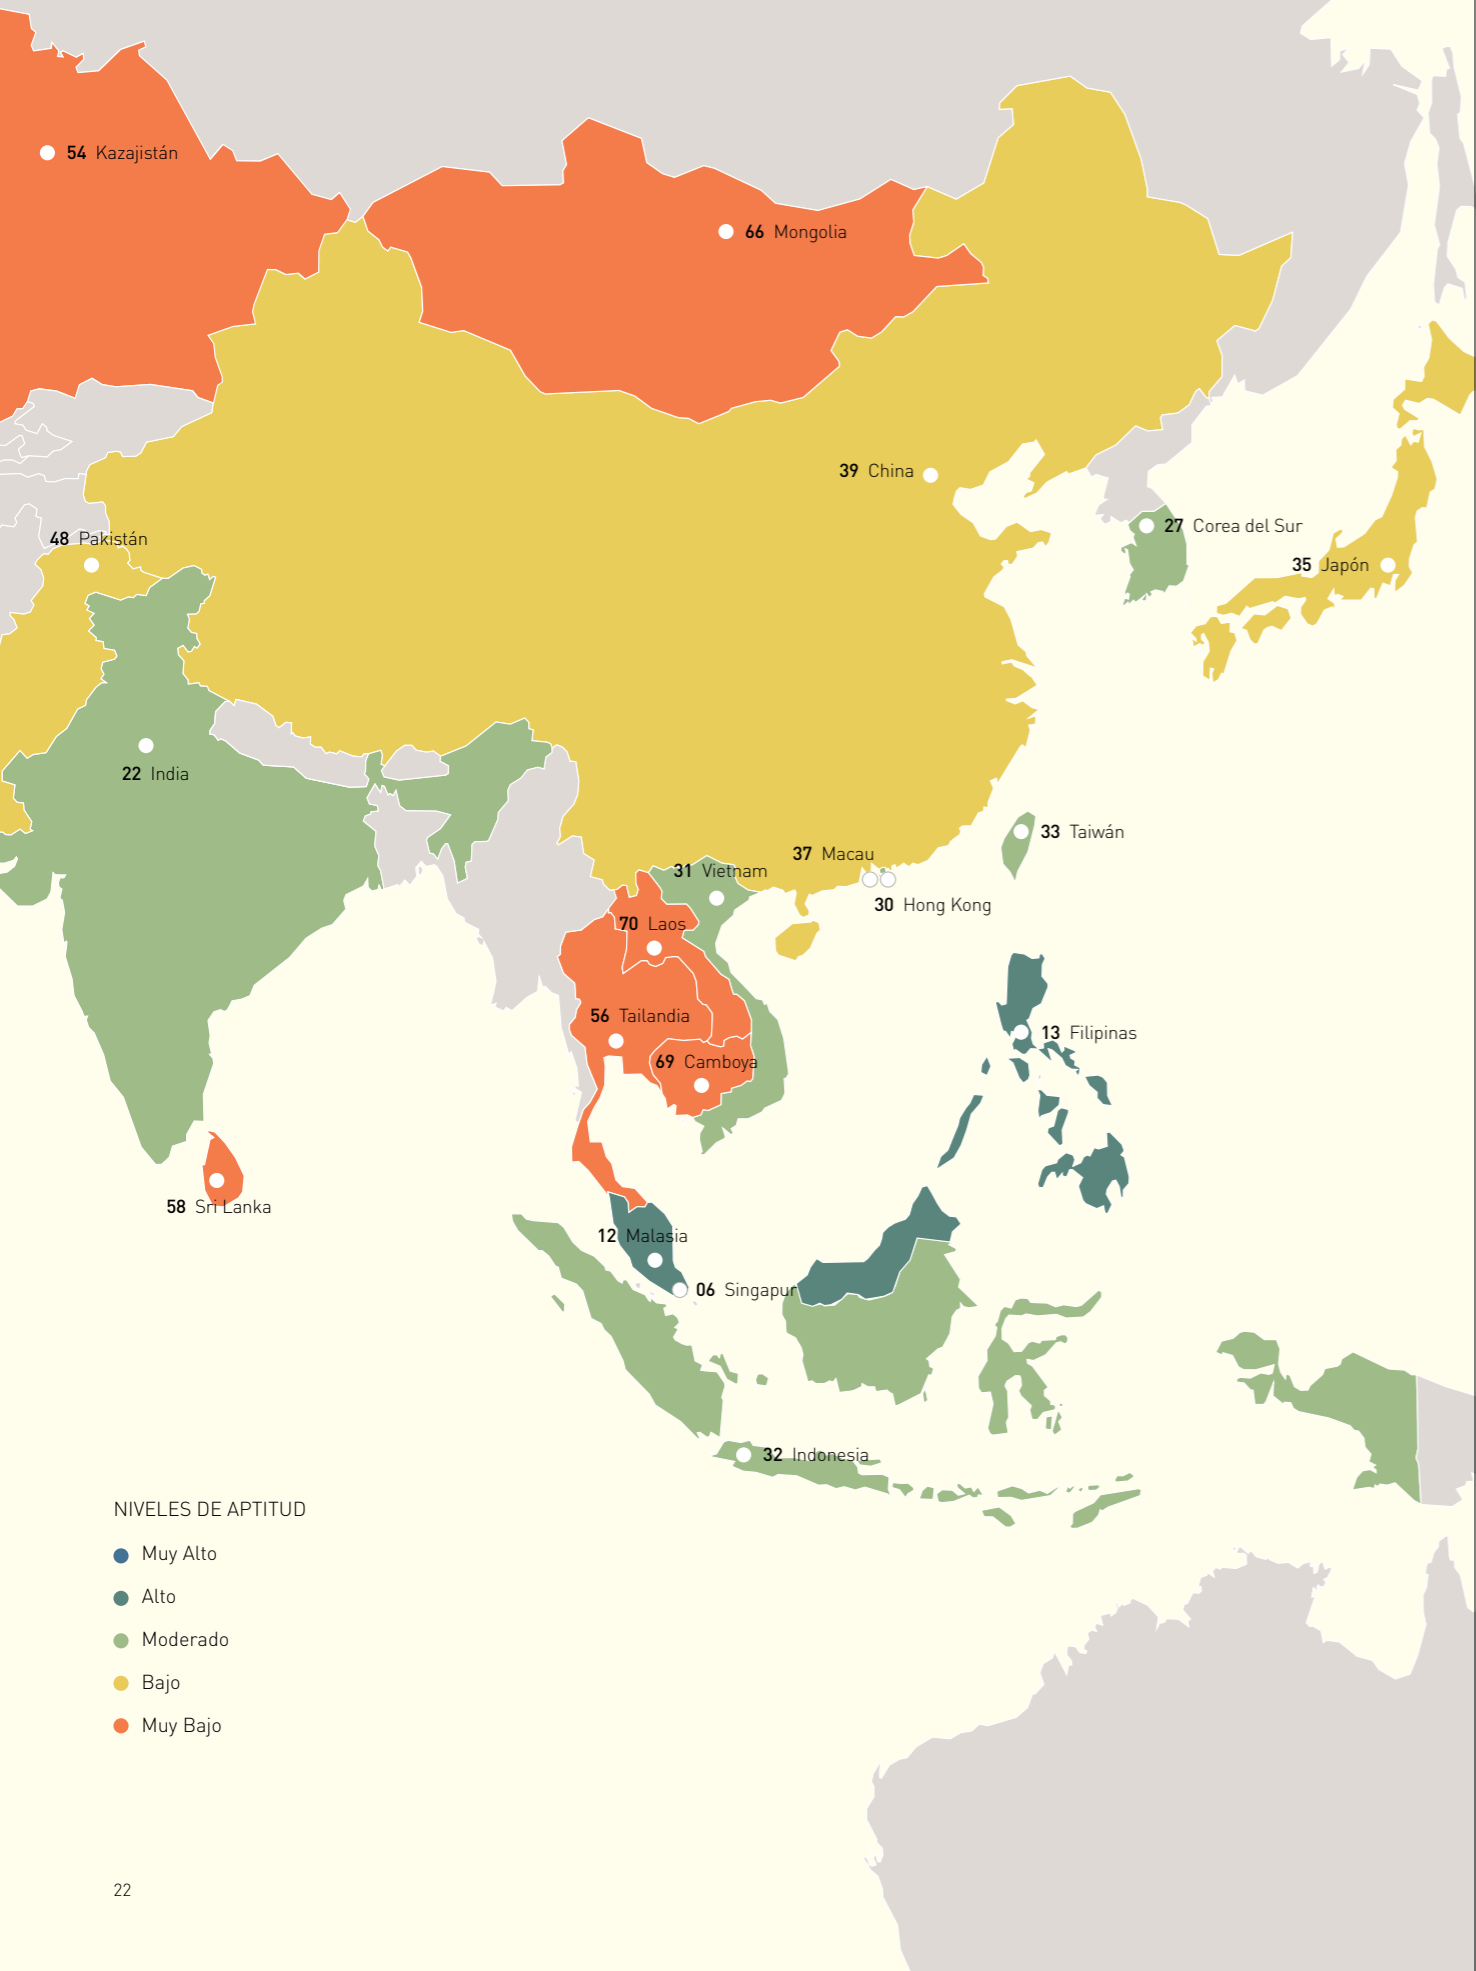 54 Kazajistán
66 Mongolia
39 China
27 Corea del Sur
48 Pakistán
35 Japón
22 India
33 Taiwán
37 Macau
31 Vietnam
30 Hong Kong
70 Laos
56 Tailandia
13 Filipinas
69 Camboya
58 Sri Lanka
12 Malasia
06 Singapur
32 Indonesia
NIVELES DE APTITUD
Muy Alto
Alto
Moderado
Bajo
Muy Bajo
22